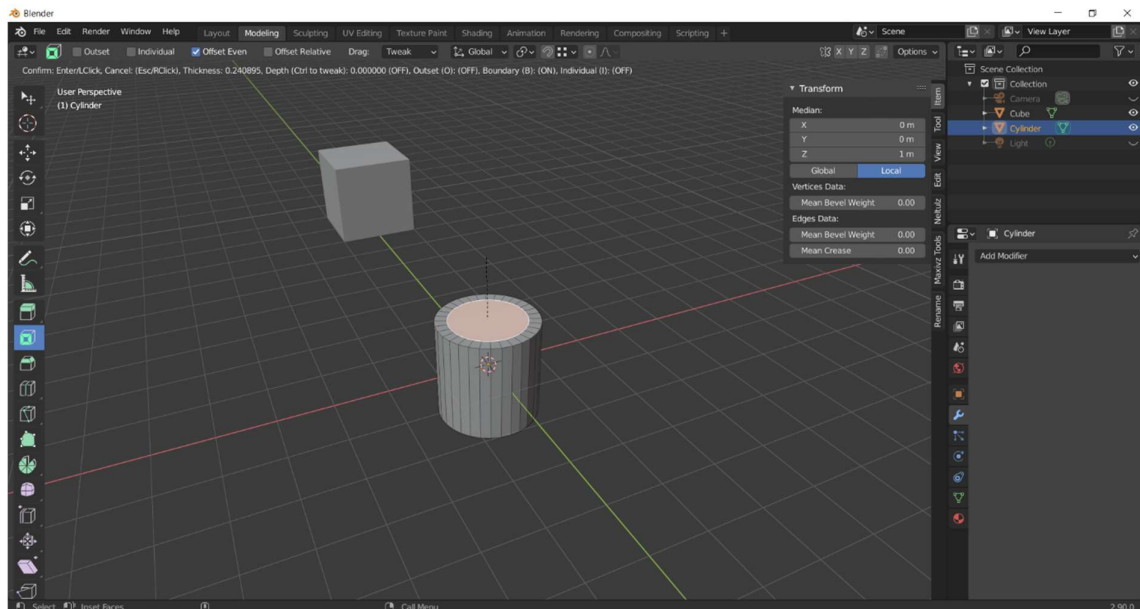 Blender
File Edit Render Window Help Layout Modeling Sculpting UV Editing Texture Paint Shading Animation Rendering Compositing Scripting + Scene View Layer
Outset Individual Offset Even Offset Relative Drag: Tweak Global X Y Z Options
Confirm: Enter/LClick, Cancel: (Esc/RClick), Thickness: 0.240895, Depth (Ctrl to tweak): 0.000000 (OFF), Outset (O): (OFF), Boundary (B): (ON), Individual (I): (OFF)
User Perspective
(1) Cylinder
Transform
Median:
X 0 m
Y 0 m
Z 1 m
Global Local
Vertices Data:
Mean Bevel Weight 0.00
Edges Data:
Mean Bevel Weight 0.00
Mean Crease 0.00
Item
Tool
View
Edit
Neltulz
Maxivz Tools
Rename
Scene Collection
Collection
Camera
Cube
Cylinder
Light
Cylinder
Add Modifier
Select Inset Faces Call Menu 2.90.0